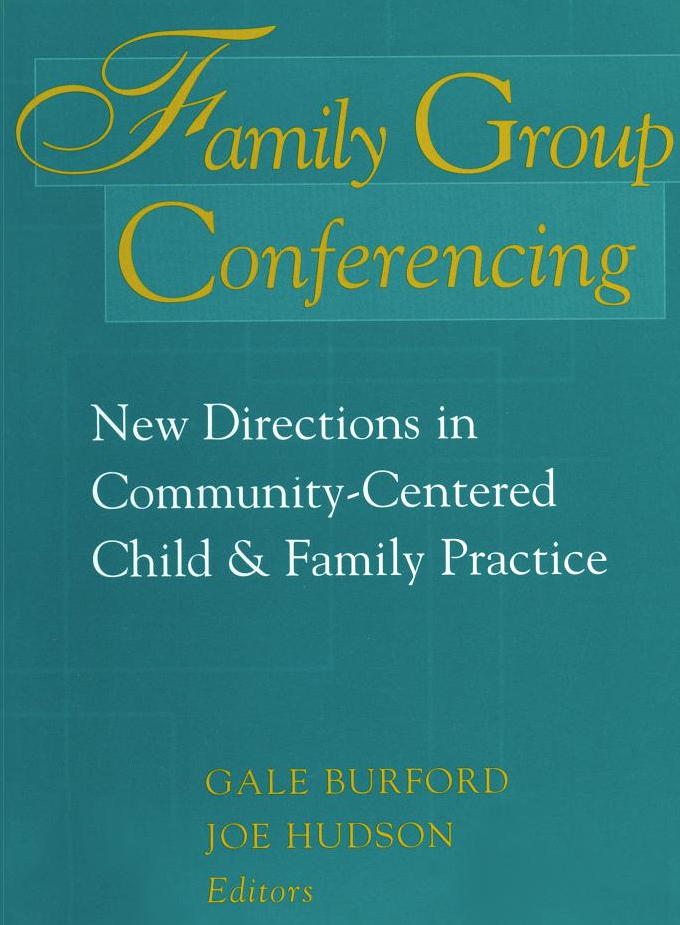 Family Group
Conferencing
New Directions in
Community-Centered
Child & Family Practice
GALE BURFORD
JOE HUDSON
Editors